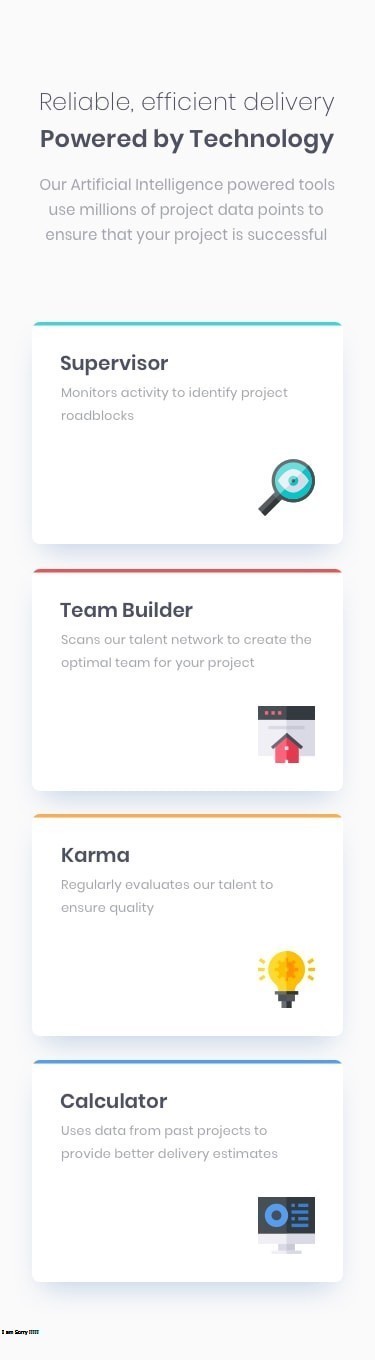 Reliable, efficient delivery
Powered by Technology
Our Artificial Intelligence powered tools
use millions of project data points to
ensure that your project is successful
Supervisor
Monitors activity to identify project
roadblocks
Team Builder
Scans our talent network to create the
optimal team for your project
Karma
Regularly evaluates our talent to
ensure quality
Calculator
Uses data from past projects to
provide better delivery estimates
I am Sorry !!!!!